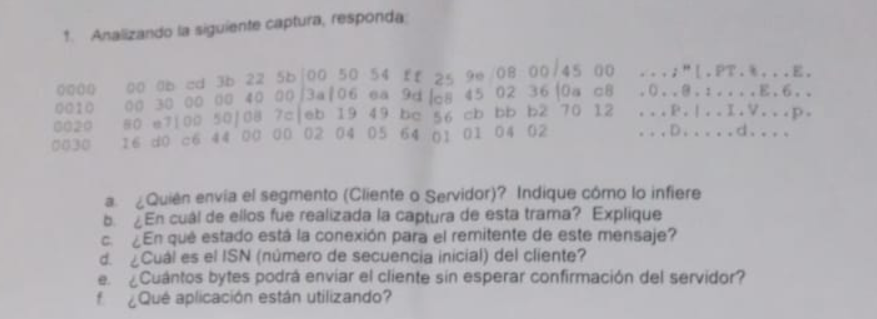 1. Analizando la siguiente captura, responda:
0000 00 0b cd 3b 22 5b|00 50 54 ff 25 9e/08 00/45 00 ...;"[.PT.%...E.
0010 00 30 00 00 40 00/3a|06 ea 9d|c8 45 02 36|0a c8 .0..@.:....E.6..
0020 80 e7|00 50|08 7c|eb 19 49 bc 56 cb bb b2 70 12 ...P.|..I.V...p.
0030 16 d0 c6 44 00 00 02 04 05 64 01 01 04 02 ...D.....d....
a. ¿Quién envía el segmento (Cliente o Servidor)? Indique cómo lo infiere
b. ¿En cuál de ellos fue realizada la captura de esta trama? Explique
c. ¿En qué estado está la conexión para el remitente de este mensaje?
d. ¿Cuál es el ISN (número de secuencia inicial) del cliente?
e. ¿Cuántos bytes podrá enviar el cliente sin esperar confirmación del servidor?
f. ¿Qué aplicación están utilizando?